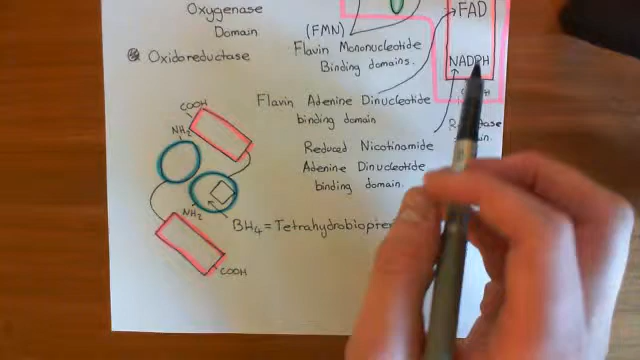 Oxygenase
Domain
Oxidoreductase
(FMN)
Flavin Mononucleotide
Binding domains.
FAD
NADPH
Flavin Adenine Dinucleotide
binding domain
Reduced Nicotinamide
Adenine Dinucleotide
binding domain.
COOH
NH2
NH2
BH4 = Tetrahydrobiopter
COOH